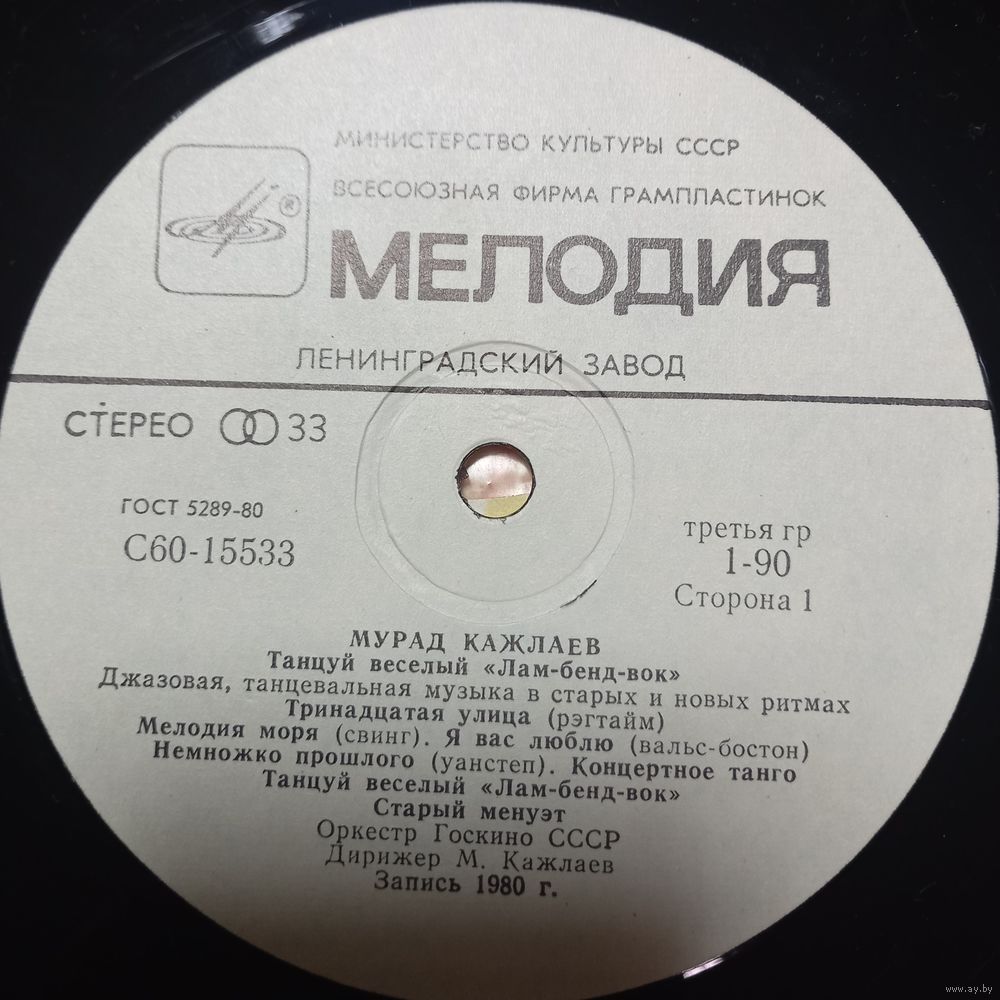 МИНИСТЕРСТВО КУЛЬТУРЫ СССР
ВСЕСОЮЗНАЯ ФИРМА ГРАМПЛАСТИНОК
®
МЕЛОДИЯ
ЛЕНИНГРАДСКИЙ ЗАВОД
СТЕРЕО 33
ГОСТ 5289-80
С60-15533
третья гр
1-90
Сторона 1
МУРАД КАЖЛАЕВ
Танцуй веселый «Лам-бенд-вок»
Джазовая, танцевальная музыка в старых и новых ритмах
Тринадцатая улица (рэгтайм)
Мелодия моря (свинг). Я вас люблю (вальс-бостон)
Немножко прошлого (уанстеп). Концертное танго
Танцуй веселый «Лам-бенд-вок»
Старый менуэт
Оркестр Госкино СССР
Дирижер М. Кажлаев
Запись 1980 г.
www.ay.by